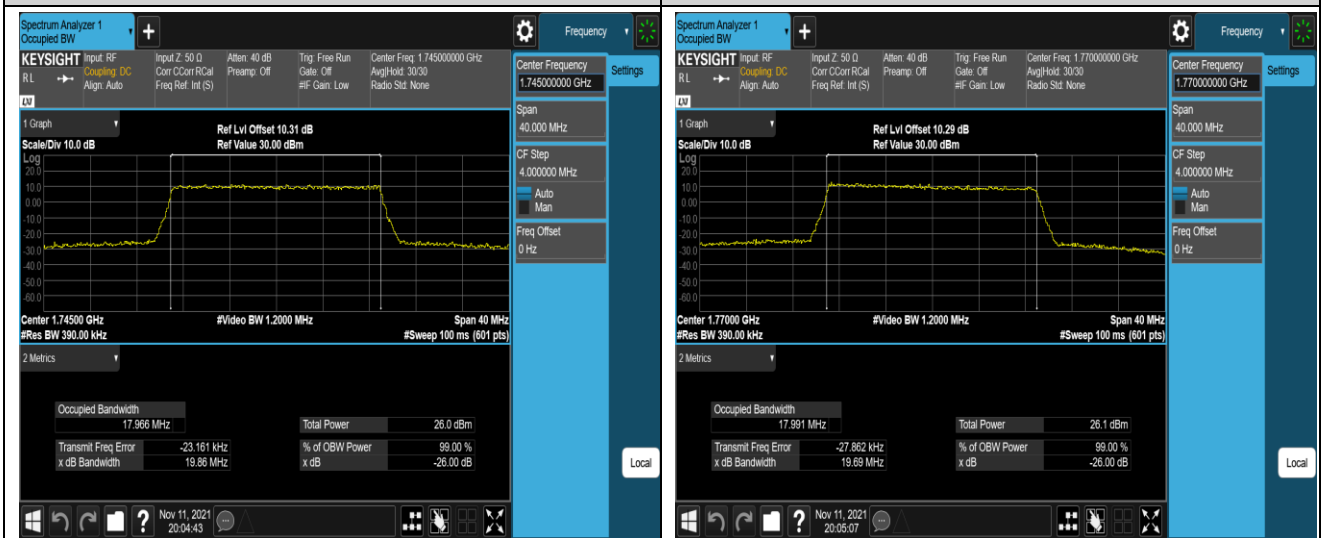 Spectrum Analyzer 1
Occupied BW
+
Frequency
KEYSIGHT
RL
LXI
Input: RF
Coupling: DC
Align: Auto
Input Z: 50 Ω
Corr CCorr RCal
Freq Ref: Int (S)
Atten: 40 dB
Preamp: Off
Trig: Free Run
Gate: Off
#IF Gain: Low
Center Freq: 1.745000000 GHz
Avg|Hold: 30/30
Radio Std: None
Center Frequency
1.745000000 GHz
Settings
Span
40.000 MHz
CF Step
4.000000 MHz
Auto
Man
Freq Offset
0 Hz
Local
1 Graph
Scale/Div 10.0 dB
Ref Lvl Offset 10.31 dB
Ref Value 30.00 dBm
Log
20.0
10.0
0.00
-10.0
-20.0
-30.0
-40.0
-50.0
-60.0
Center 1.74500 GHz
#Video BW 1.2000 MHz
Span 40 MHz
#Res BW 390.00 kHz
#Sweep 100 ms (601 pts)
2 Metrics
Occupied Bandwidth
17.966 MHz
Total Power 26.0 dBm
Transmit Freq Error -23.161 kHz
% of OBW Power 99.00 %
x dB Bandwidth 19.86 MHz
x dB -26.00 dB
?
Nov 11, 2021
20:04:43
Spectrum Analyzer 1
Occupied BW
+
Frequency
KEYSIGHT
RL
LXI
Input: RF
Coupling: DC
Align: Auto
Input Z: 50 Ω
Corr CCorr RCal
Freq Ref: Int (S)
Atten: 40 dB
Preamp: Off
Trig: Free Run
Gate: Off
#IF Gain: Low
Center Freq: 1.770000000 GHz
Avg|Hold: 30/30
Radio Std: None
Center Frequency
1.770000000 GHz
Settings
Span
40.000 MHz
CF Step
4.000000 MHz
Auto
Man
Freq Offset
0 Hz
Local
1 Graph
Scale/Div 10.0 dB
Ref Lvl Offset 10.29 dB
Ref Value 30.00 dBm
Log
20.0
10.0
0.00
-10.0
-20.0
-30.0
-40.0
-50.0
-60.0
Center 1.77000 GHz
#Video BW 1.2000 MHz
Span 40 MHz
#Res BW 390.00 kHz
#Sweep 100 ms (601 pts)
2 Metrics
Occupied Bandwidth
17.991 MHz
Total Power 26.1 dBm
Transmit Freq Error -27.862 kHz
% of OBW Power 99.00 %
x dB Bandwidth 19.69 MHz
x dB -26.00 dB
?
Nov 11, 2021
20:05:07